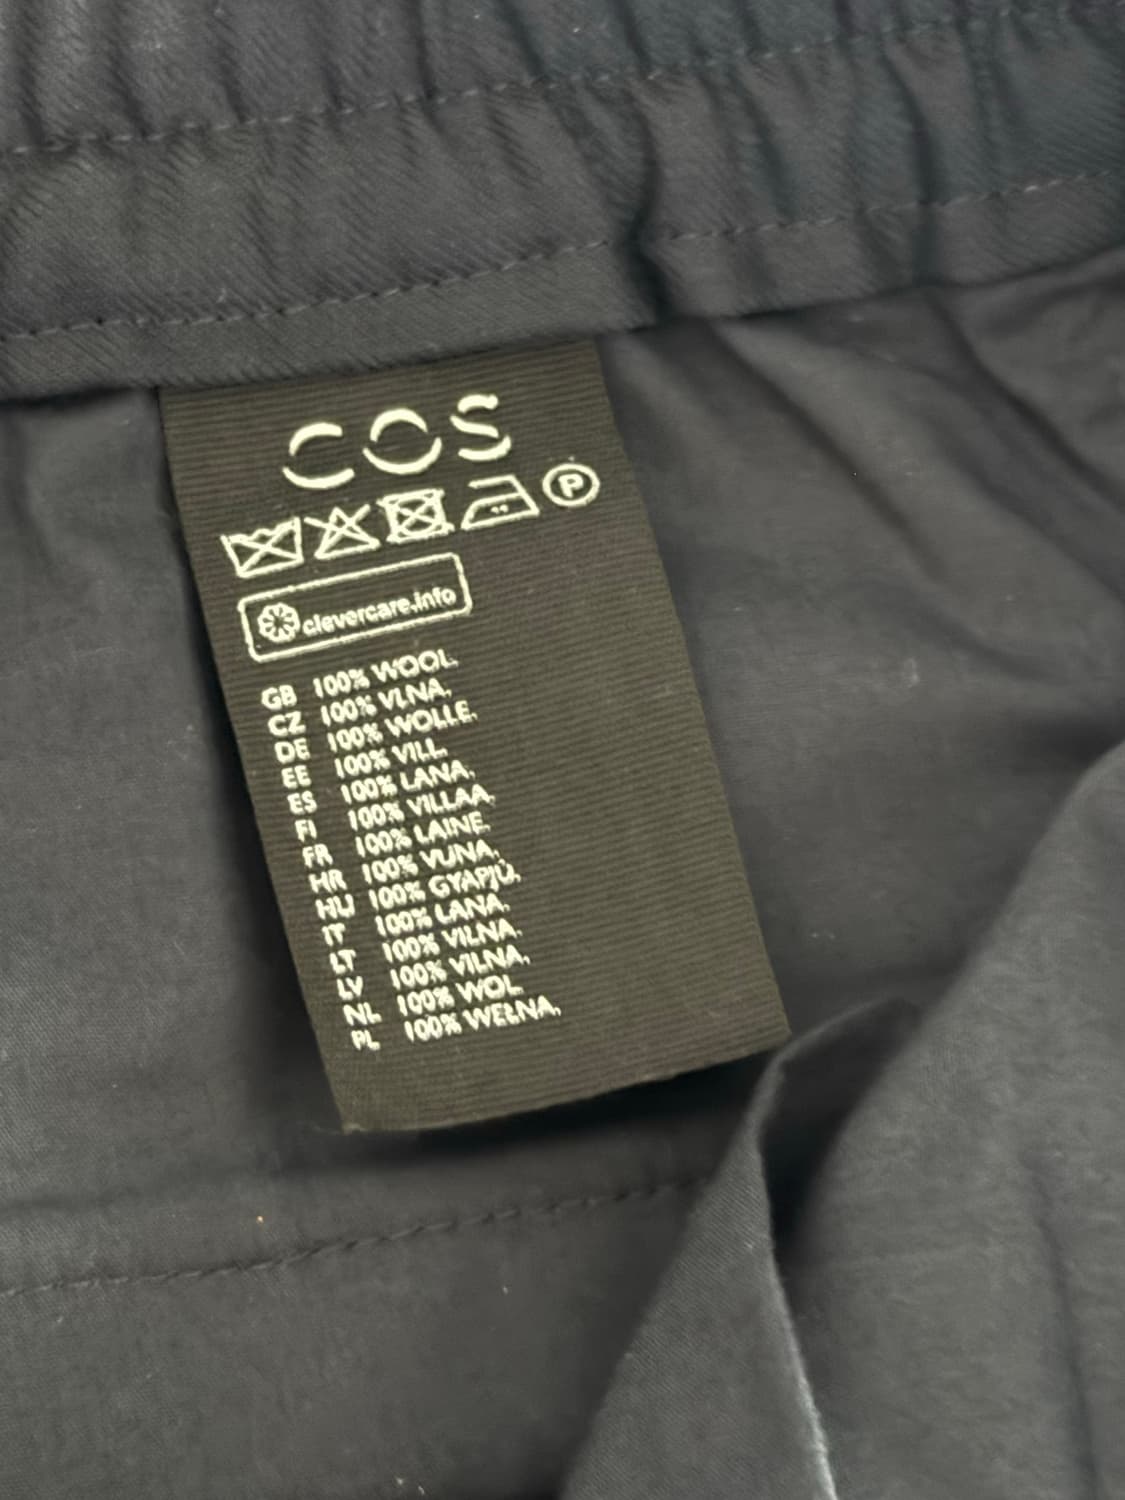 COS
P
clevercare.info
GB 100% WOOL.
CZ 100% VLNA.
DE 100% WOLLE.
EE 100% VILL.
ES 100% LANA.
FI 100% VILLAA.
FR 100% LAINE.
HR 100% VUNA.
HU 100% GYAPJÚ.
IT 100% LANA.
LT 100% VILNA.
LV 100% VILNA.
NL 100% WOL.
PL 100% WEŁNA.